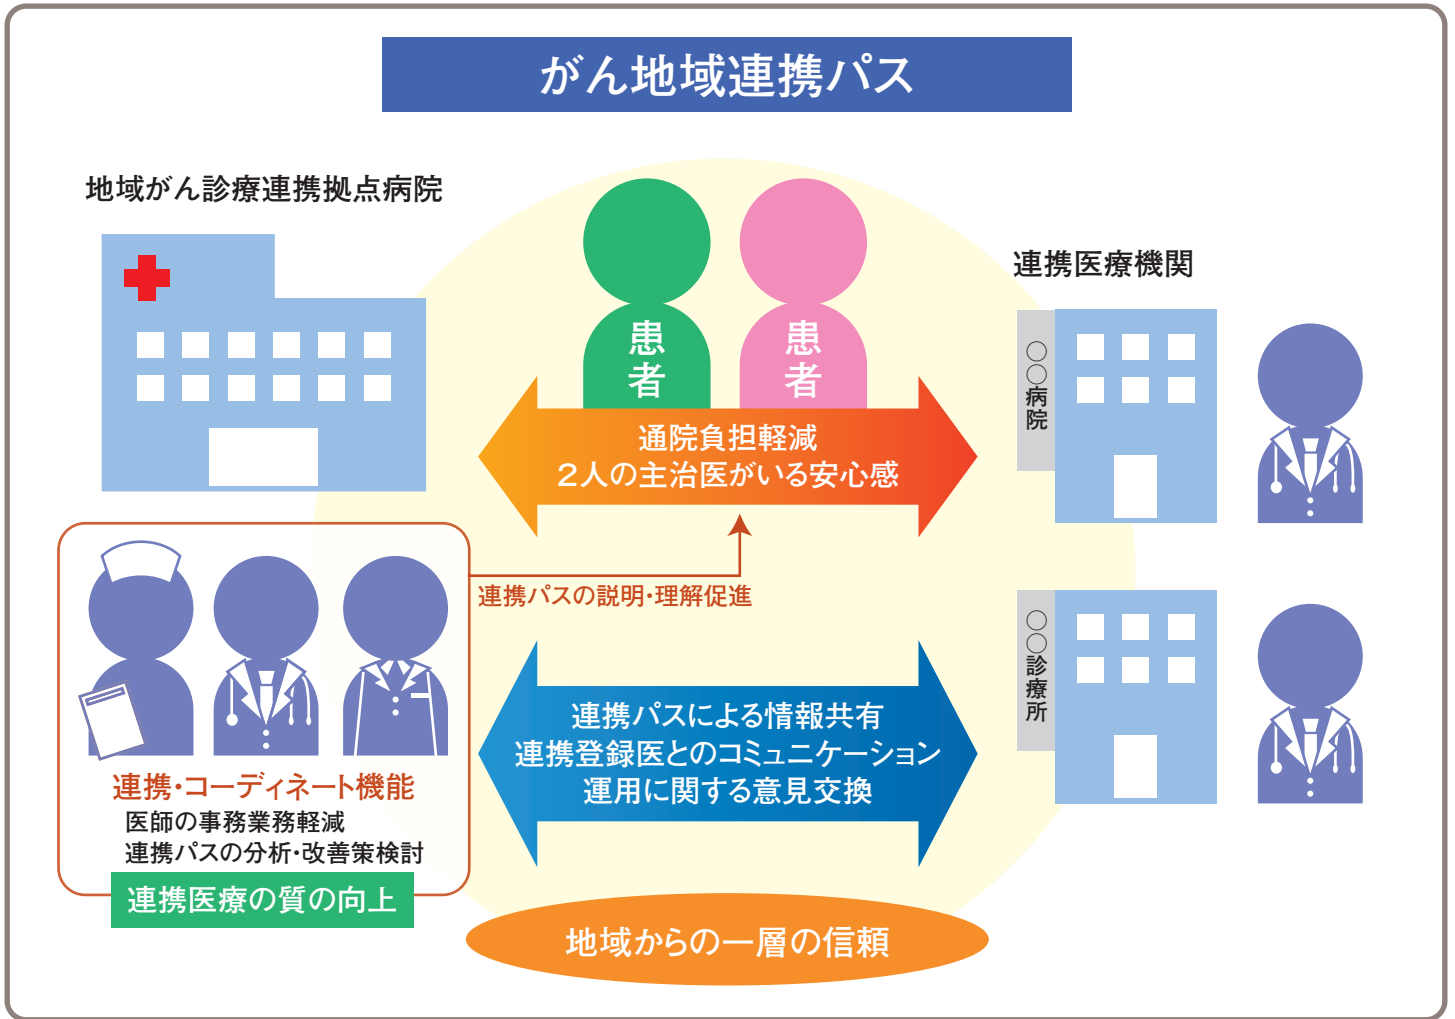 がん地域連携パス
地域がん診療連携拠点病院
患者
患者
連携医療機関
〇〇病院
通院負担軽減
2人の主治医がいる安心感
連携パスの説明・理解促進
〇〇診療所
連携パスによる情報共有
連携登録医とのコミュニケーション
運用に関する意見交換
連携・コーディネート機能
医師の事務業務軽減
連携パスの分析・改善策検討
連携医療の質の向上
地域からの一層の信頼